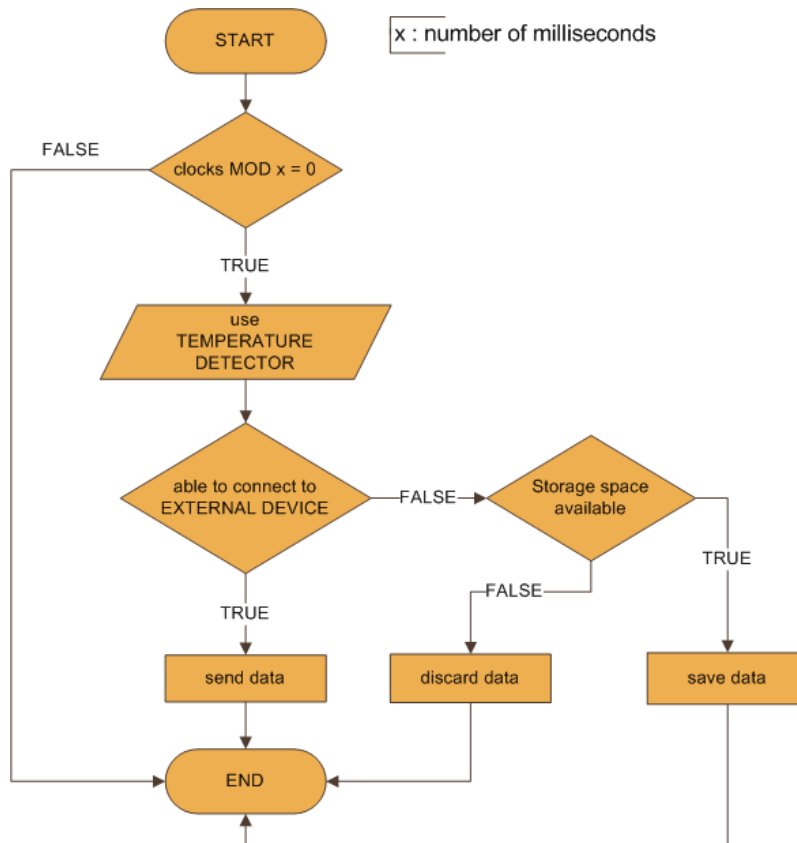 START
x : number of milliseconds
FALSE
clocks MOD x = 0
TRUE
use
TEMPERATURE
DETECTOR
able to connect to
EXTERNAL DEVICE
FALSE
Storage space
available
TRUE
FALSE
TRUE
send data
discard data
save data
END